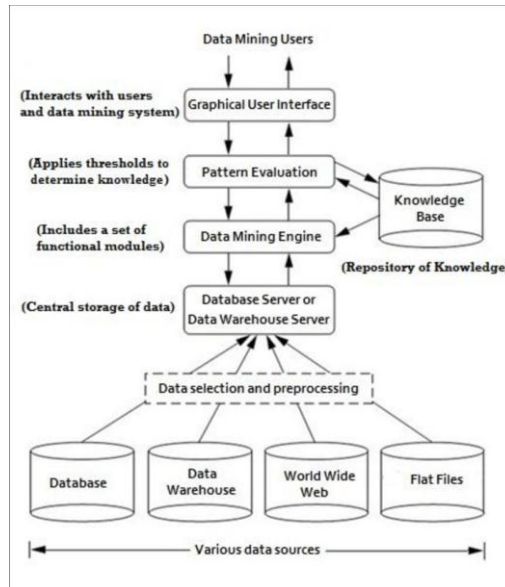 Data Mining Users
(Interacts with users
and data mining system)
Graphical User Interface
(Applies thresholds to
determine knowledge)
Pattern Evaluation
Knowledge
Base
(Includes a set of
functional modules)
Data Mining Engine
(Repository of Knowledge
(Central storage of data)
Database Server or
Data Warehouse Server
Data selection and preprocessing
Database
Data
Warehouse
World Wide
Web
Flat Files
Various data sources